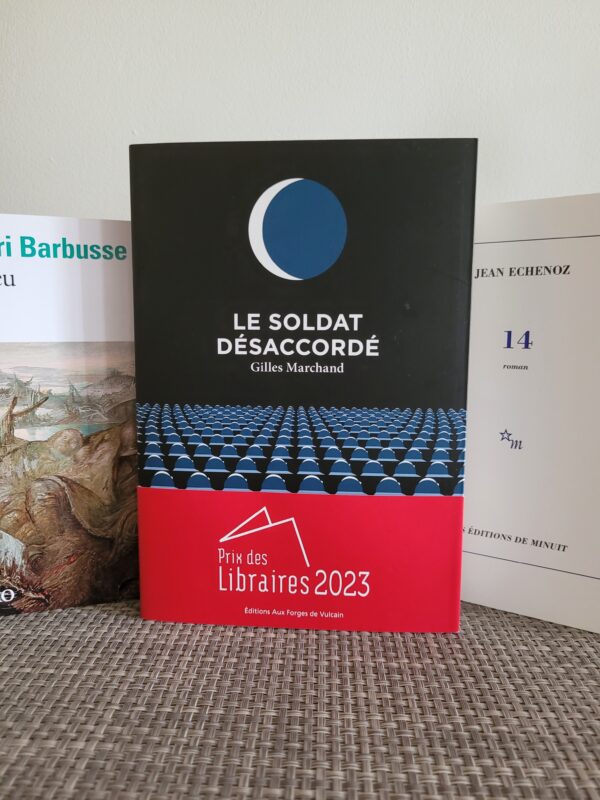 ri Barbusse
eu
LE SOLDAT
DÉSACCORDÉ
Gilles Marchand
Prix des
Libraires 2023
Éditions Aux Forges de Vulcain
JEAN ECHENOZ
14
roman
m
S ÉDITIONS DE MINUIT